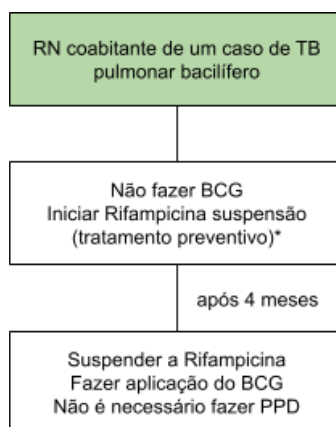 RN coabitante de um caso de TB
pulmonar bacilífero
Não fazer BCG
Iniciar Rifampicina suspensão
(tratamento preventivo)*
após 4 meses
Suspender a Rifampicina
Fazer aplicação do BCG
Não é necessário fazer PPD